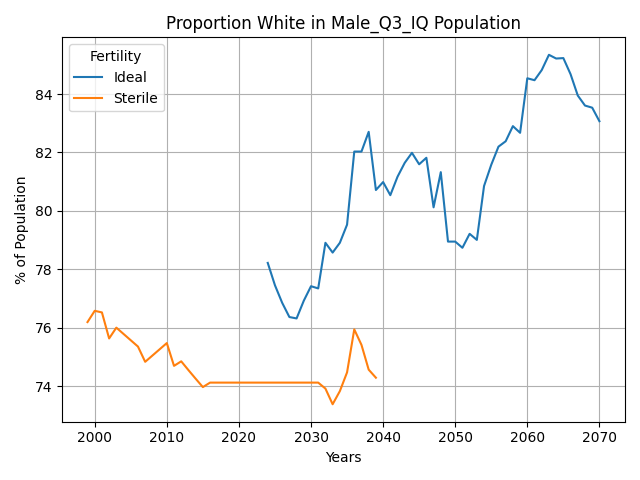 Proportion White in Male_Q3_IQ Population
Fertility
Ideal
Sterile
% of Population
84
82
80
78
76
74
2000 2010 2020 2030 2040 2050 2060 2070
Years